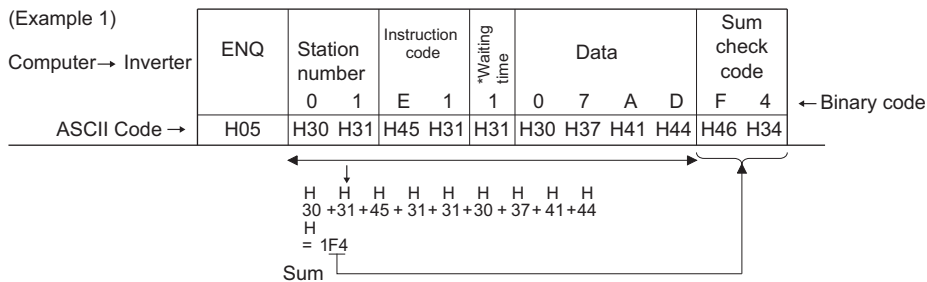 (Example 1)
Computer→ Inverter
ENQ
Station number
Instruction code
*Waiting time
Data
Sum check code
0 1 E 1 1 0 7 A D F 4
←Binary code
ASCII Code →
H05 H30 H31 H45 H31 H31 H30 H37 H41 H44 H46 H34
H H H H H H H H H
30 +31+45 + 31+ 31+30 + 37+ 41+44
H
= 1F4
Sum